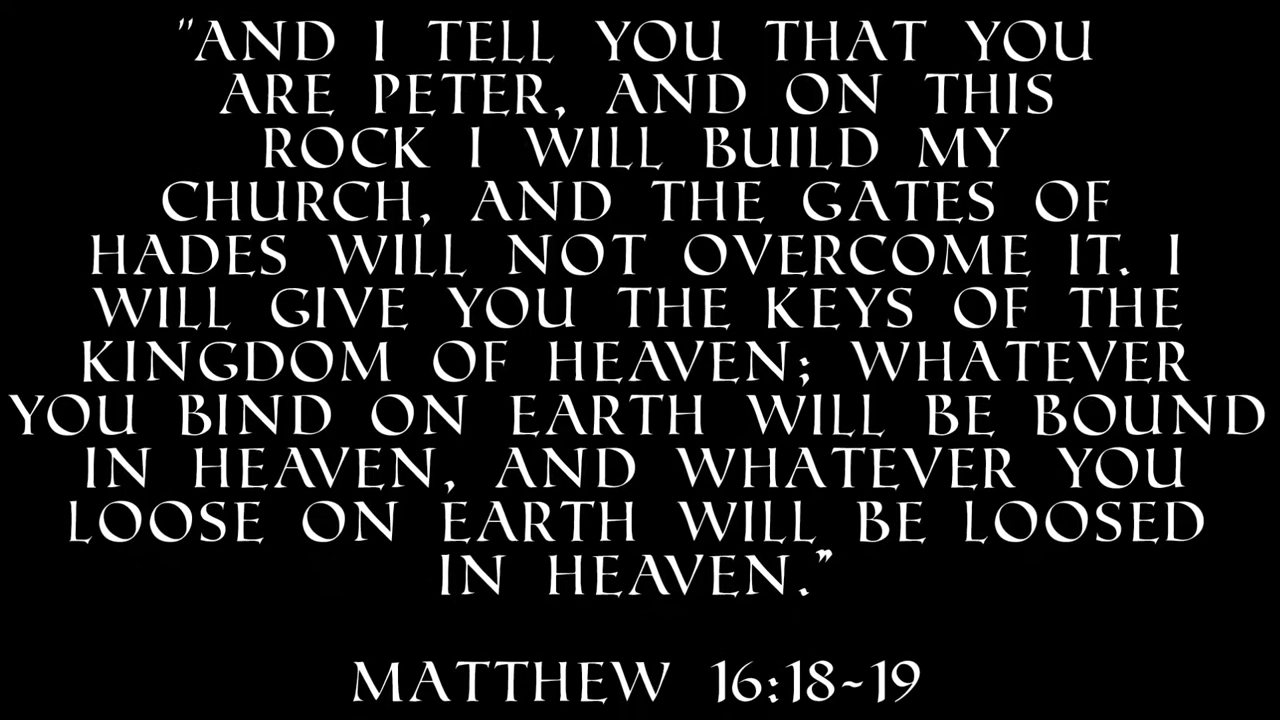 "AND I TELL YOU THAT YOU
ARE PETER, AND ON THIS
ROCK I WILL BUILD MY
CHURCH, AND THE GATES OF
HADES WILL NOT OVERCOME IT. I
WILL GIVE YOU THE KEYS OF THE
KINGDOM OF HEAVEN; WHATEVER
YOU BIND ON EARTH WILL BE BOUND
IN HEAVEN, AND WHATEVER YOU
LOOSE ON EARTH WILL BE LOOSED
IN HEAVEN.”
MATTHEW 16:18~19